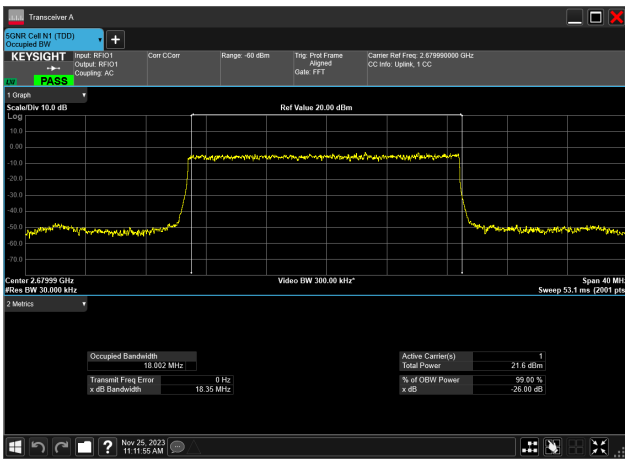 Transceiver A
5GNR Cell N1 (TDD)
Occupied BW
KEYSIGHT
PASS
Input: RFIO1
Output: RFIO1
Coupling: AC
Corr CCorr
Range: -60 dBm
Trig: Prot Frame
Aligned
Gate: FFT
Carrier Ref Freq: 2.679990000 GHz
CC Info: Uplink, 1 CC
1 Graph
Scale/Div 10.0 dB
Ref Value 20.00 dBm
Log
10.0
0.00
-10.0
-20.0
-30.0
-40.0
-50.0
-60.0
-70.0
Center 2.67999 GHz
Video BW 300.00 kHz*
Span 40 MHz
#Res BW 30.000 kHz
Sweep 53.1 ms (2001 pts
2 Metrics
Occupied Bandwidth
18.002 MHz
Transmit Freq Error 0 Hz
x dB Bandwidth 18.35 MHz
Active Carrier(s) 1
Total Power 21.6 dBm
% of OBW Power 99.00 %
x dB -26.00 dB
Nov 25, 2023
11:11:55 AM